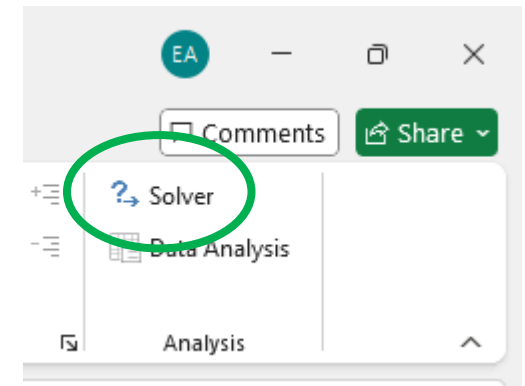 EA
Comments
Share
Solver
Data Analysis
Analysis